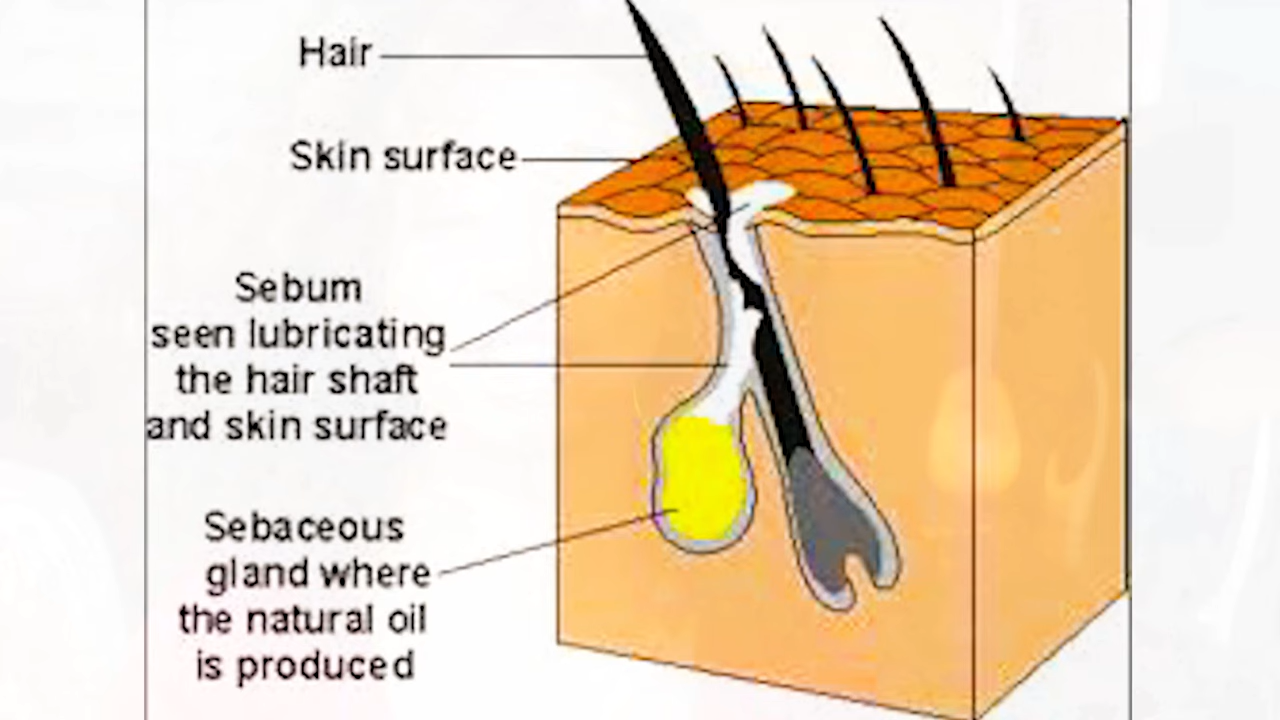 Hair
Skin surface
Sebum
seen lubricating
the hair shaft
and skin surface
Sebaceous
gland where
the natural oil
is produced